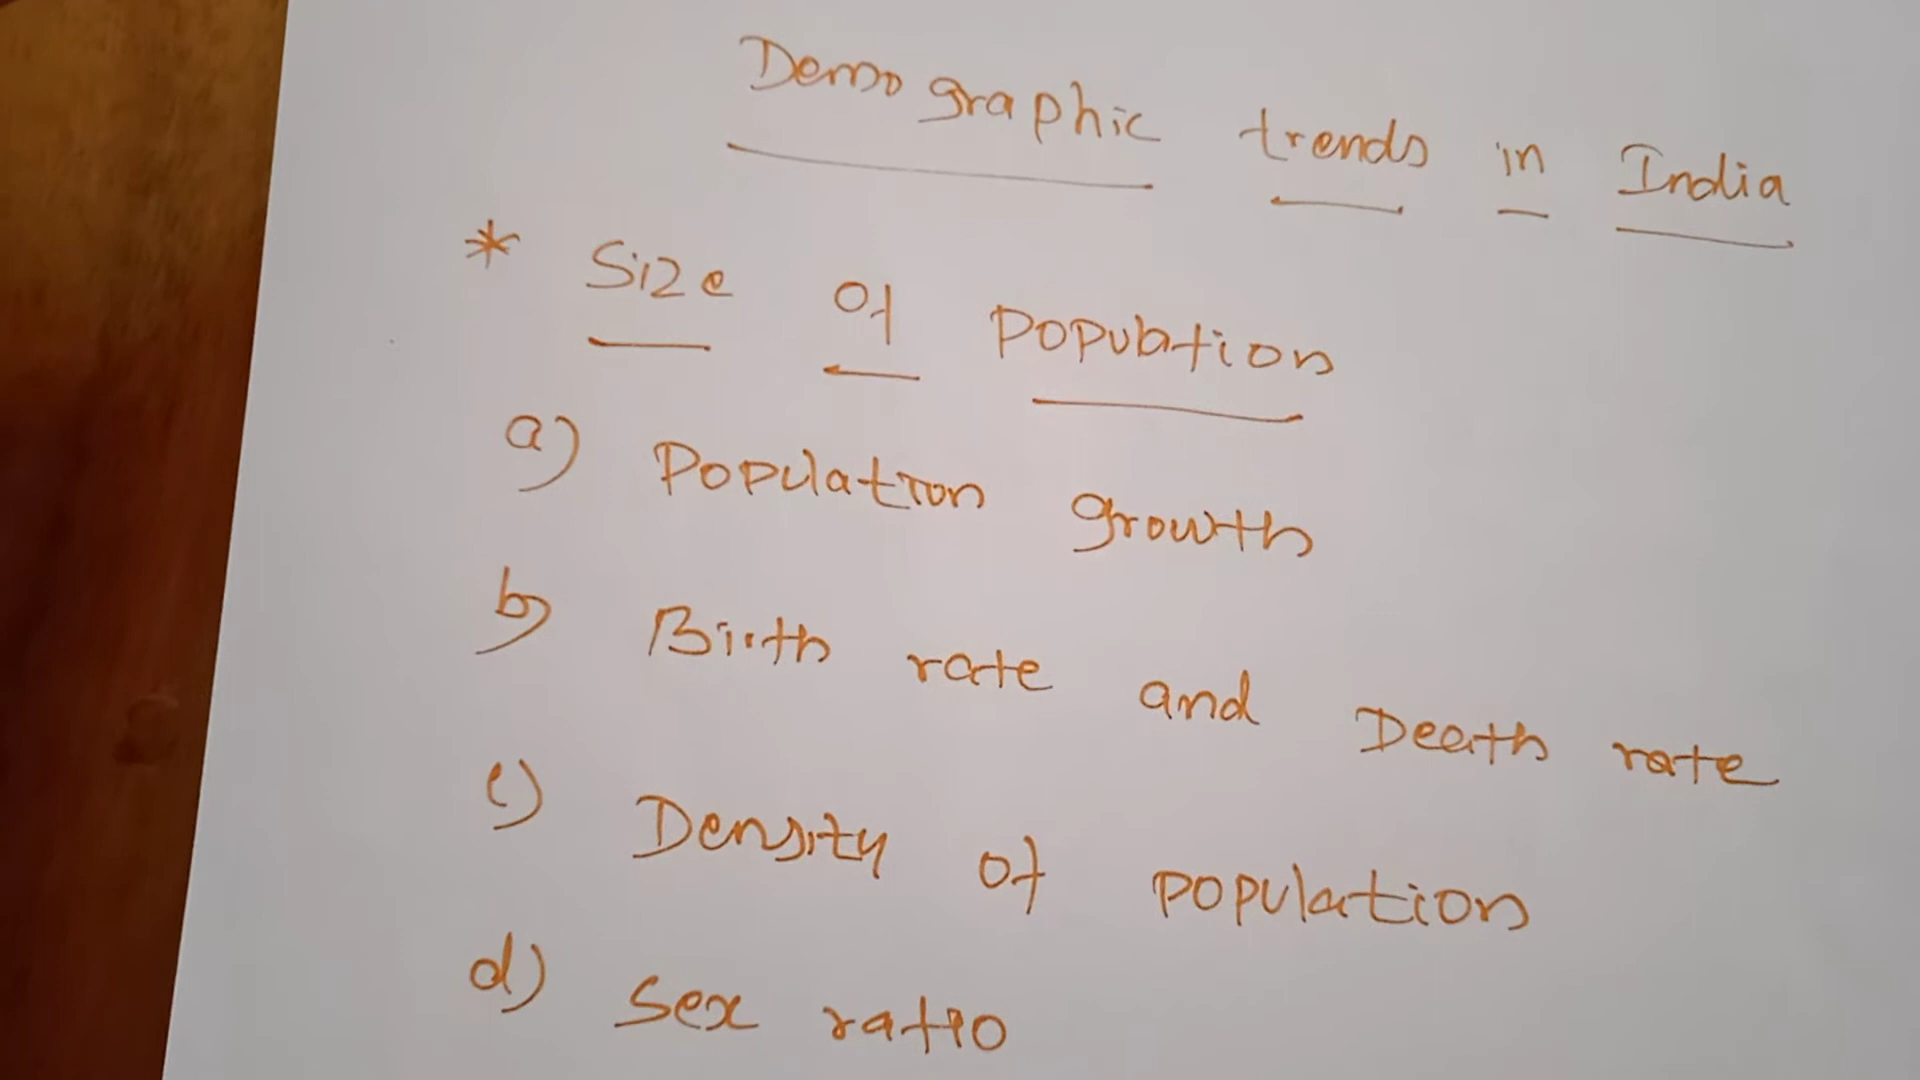 Demographic trends in India
* Size of population
a) Population growth
b) Birth rate and Death rate
c) Density of population
d) Sex ratio